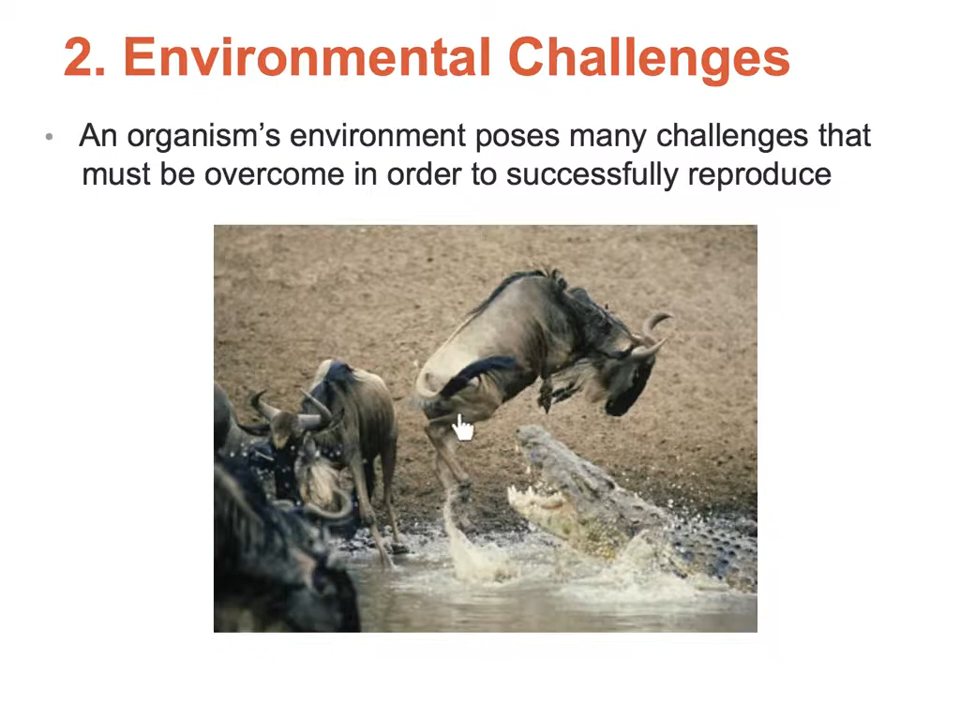 2. Environmental Challenges
• An organism’s environment poses many challenges that
must be overcome in order to successfully reproduce